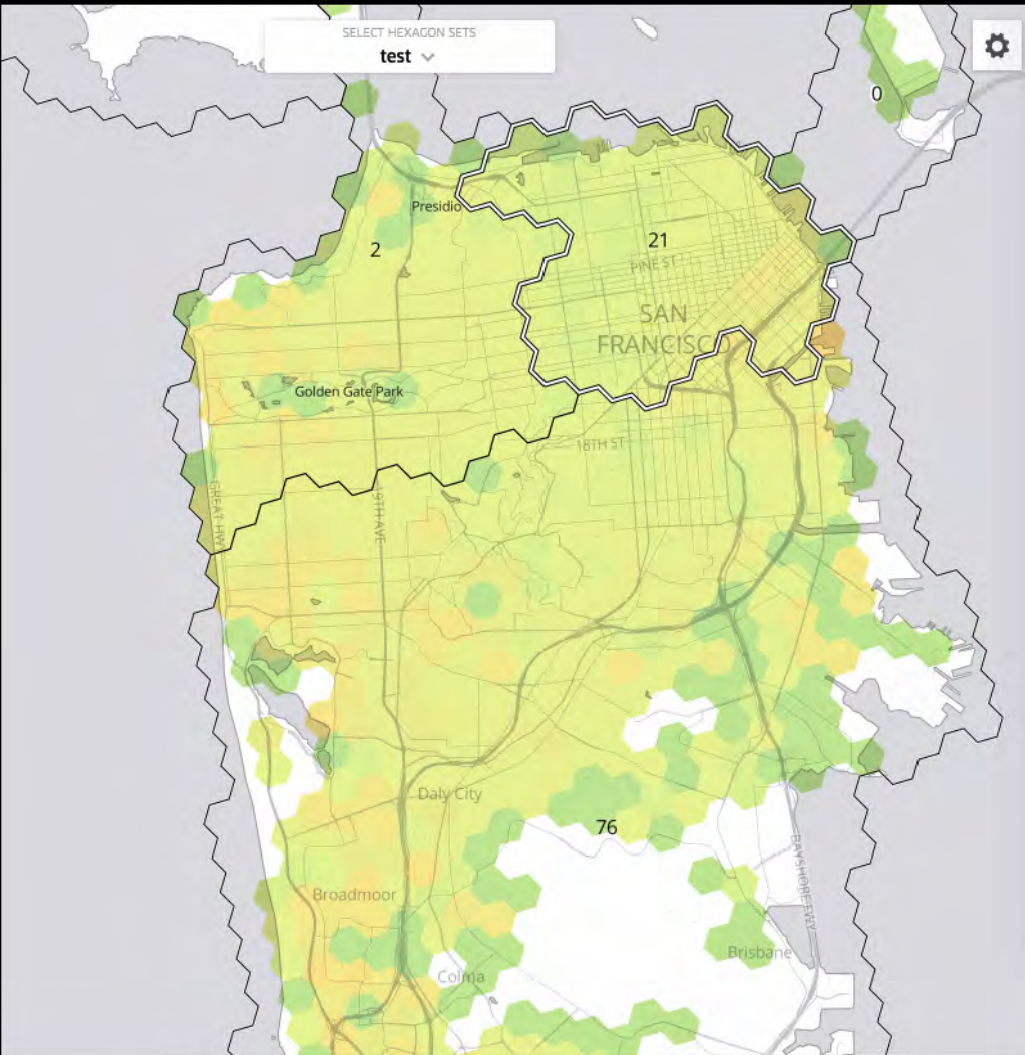 SELECT HEXAGON SETS
test
0
Presidio
2
21
PINE ST
SAN
FRANCISCO
Golden Gate Park
18TH ST
GREAT HW
19TH AVE
Daly City
76
BAYSHORE FWY
Broadmoor
Brisbane
Colma